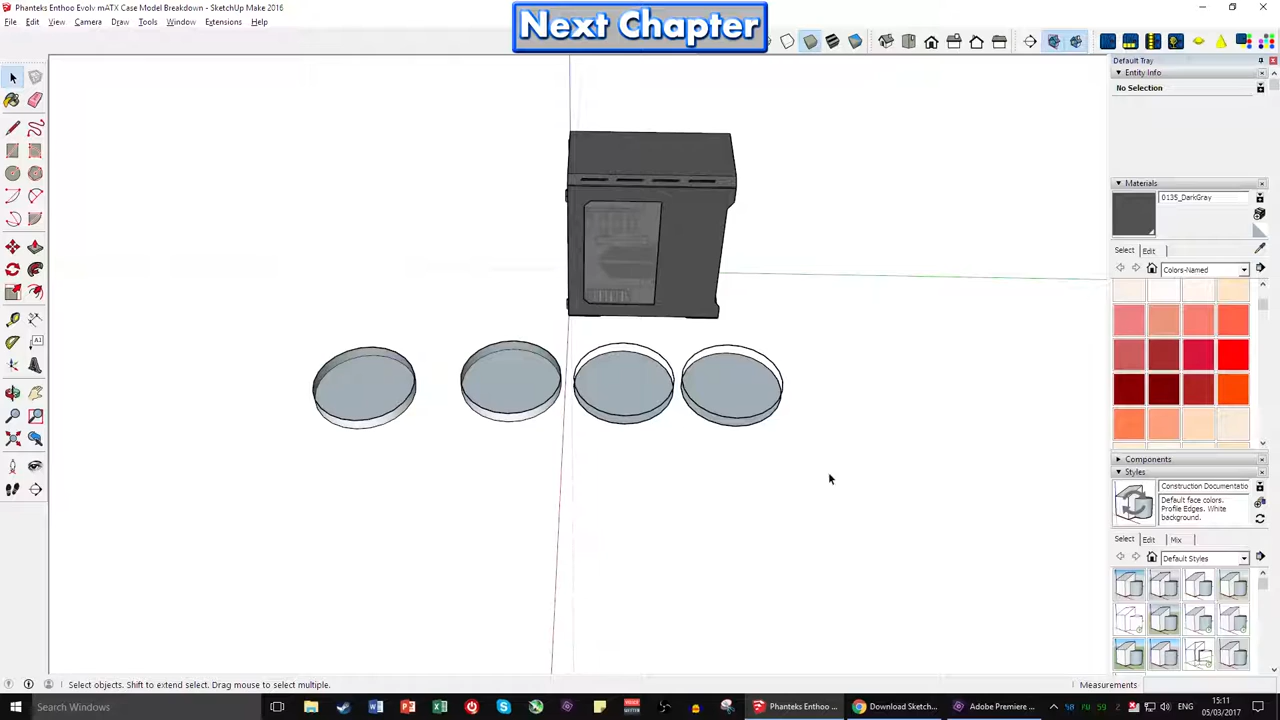 Phanteks Enthoo Evolv mATX Case Model Breakdown - SketchUp Make 2016
Next Chapter
File Edit View Camera Draw Tools Window Extensions Help
Default Tray
Entity Info
No Selection
Materials
0135_DarkGray
Select Edit
Colors-Named
Components
Styles
Construction Documentatio
Default face colors.
Profile Edges. White
background.
Select Edit Mix
Default Styles
Select objects. Shift to extend select. Drag mouse to select multiple.
Measurements
Search Windows
Phanteks Enthoo ...
Download Sketch...
Adobe Premiere ...
ENG
15:11
05/03/2017